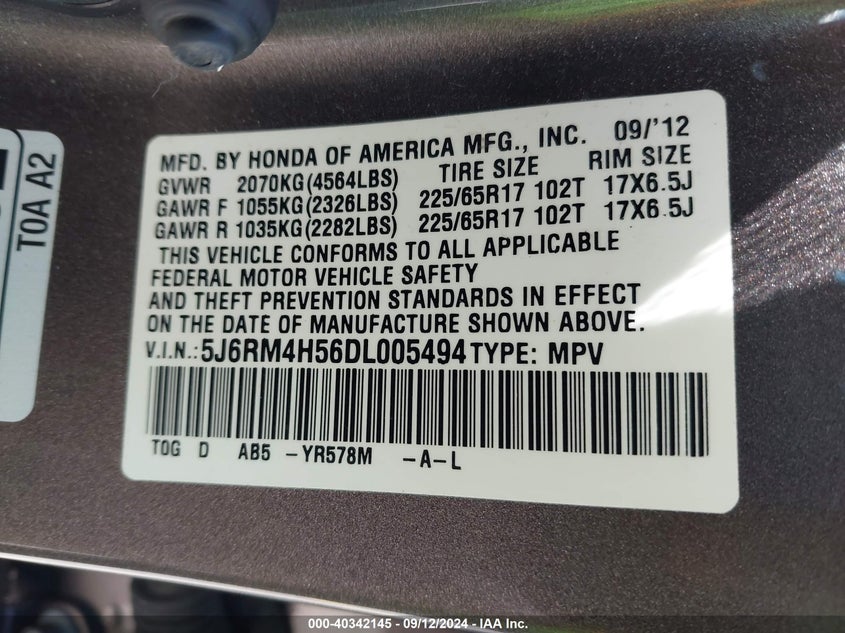 TOA A2
MFD. BY HONDA OF AMERICA MFG., INC. 09/'12
GVWR 2070KG(4564LBS) TIRE SIZE RIM SIZE
GAWR F 1055KG(2326LBS) 225/65R17 102T 17X6.5J
GAWR R 1035KG(2282LBS) 225/65R17 102T 17X6.5J
THIS VEHICLE CONFORMS TO ALL APPLICABLE
FEDERAL MOTOR VEHICLE SAFETY
AND THEFT PREVENTION STANDARDS IN EFFECT
ON THE DATE OF MANUFACTURE SHOWN ABOVE.
V.I.N.:5J6RM4H56DL005494 TYPE: MPV
TOG D AB5 -YR578M -A-L
000-40342145 - 09/12/2024 - IAA Inc.